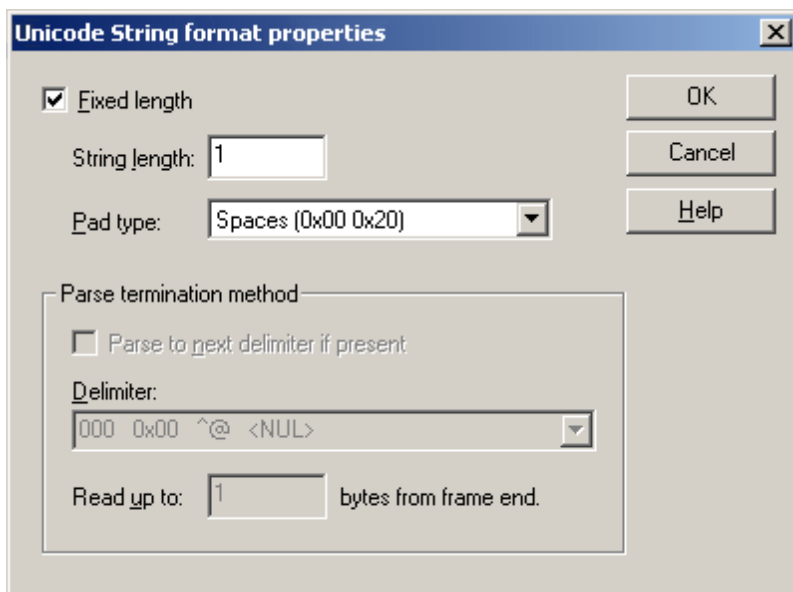 Unicode String format properties
Fixed length
OK
String length: 1
Cancel
Pad type: Spaces (0x00 0x20)
Help
Parse termination method
Parse to next delimiter if present
Delimiter:
000 0x00 ^@ <NUL>
Read up to: 1 bytes from frame end.